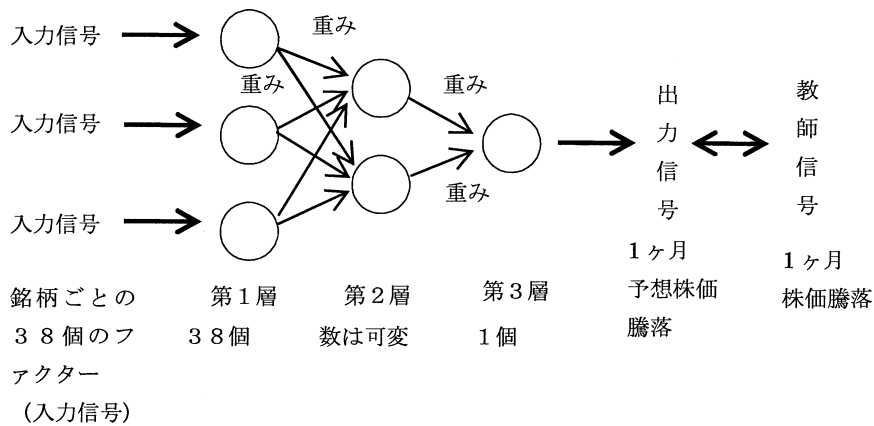 入力信号
重み
重み
入力信号
重み
重み
入力信号
出力信号
教師信号
銘柄ごとの
３８個のフ
ァクター
（入力信号）
第１層
３８個
第２層
数は可変
第３層
１個
１ヶ月
予想株価
騰落
１ヶ月
株価騰落